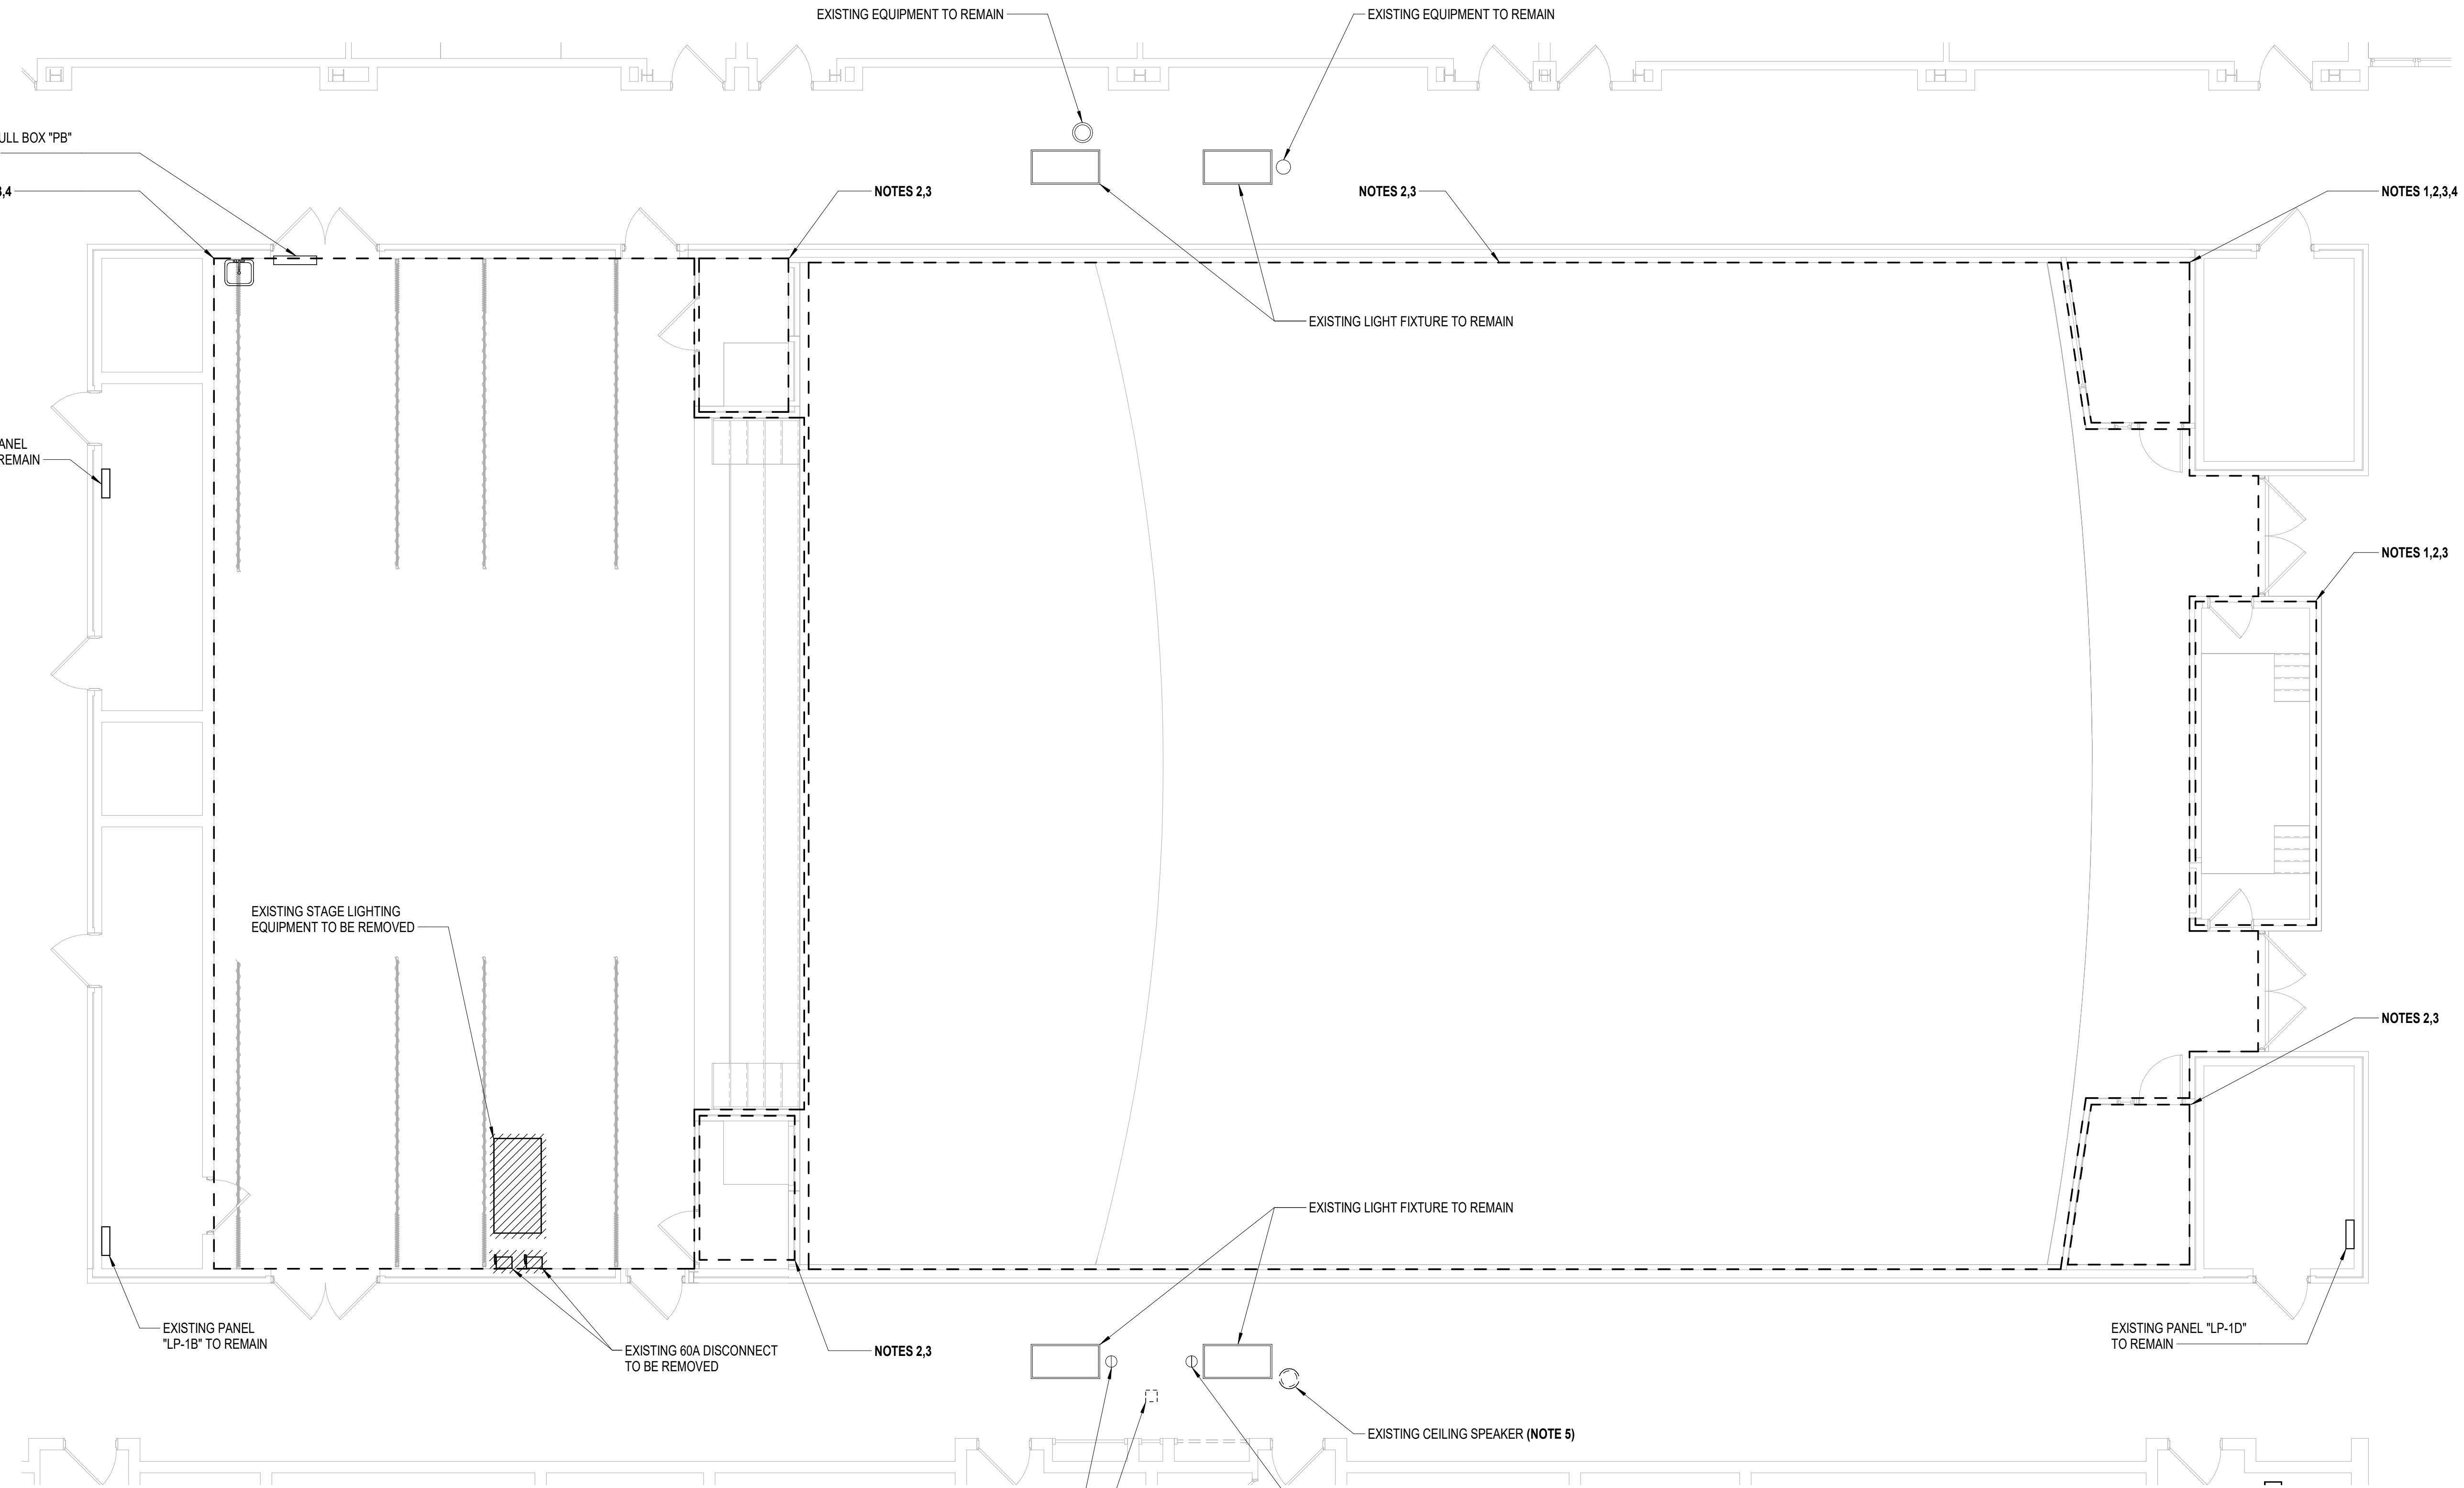 EXISTING EQUIPMENT TO REMAIN
EXISTING EQUIPMENT TO REMAIN
BOX "PB"
NOTES 2,3
NOTES 2,3
NOTES 1,2,3,4
EXISTING LIGHT FIXTURE TO REMAIN
REMAIN
NOTES 1,2,3
EXISTING STAGE LIGHTING
EQUIPMENT TO BE REMOVED
NOTES 2,3
EXISTING LIGHT FIXTURE TO REMAIN
EXISTING PANEL
"LP-1B" TO REMAIN
EXISTING 60A DISCONNECT
TO BE REMOVED
NOTES 2,3
EXISTING PANEL "LP-1D"
TO REMAIN
EXISTING CEILING SPEAKER (NOTE 5)